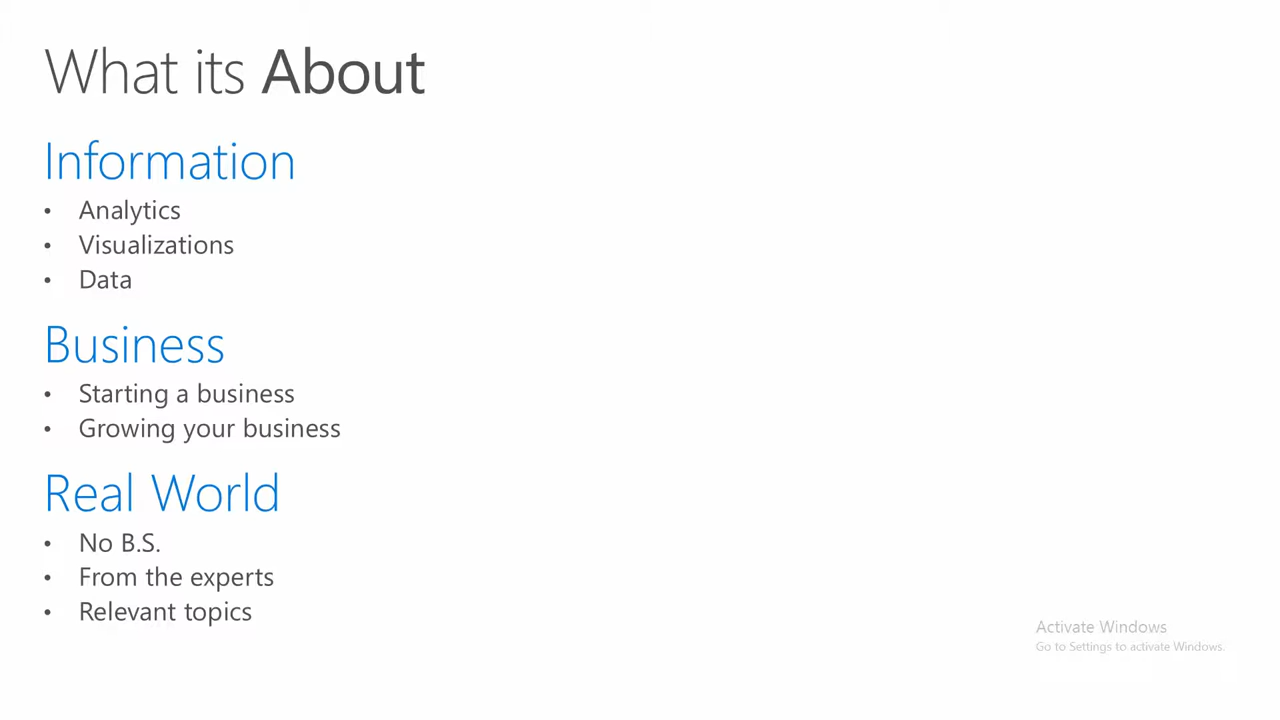 What its About
Information
• Analytics
• Visualizations
• Data
Business
• Starting a business
• Growing your business
Real World
• No B.S.
• From the experts
• Relevant topics
Activate Windows
Go to Settings to activate Windows.